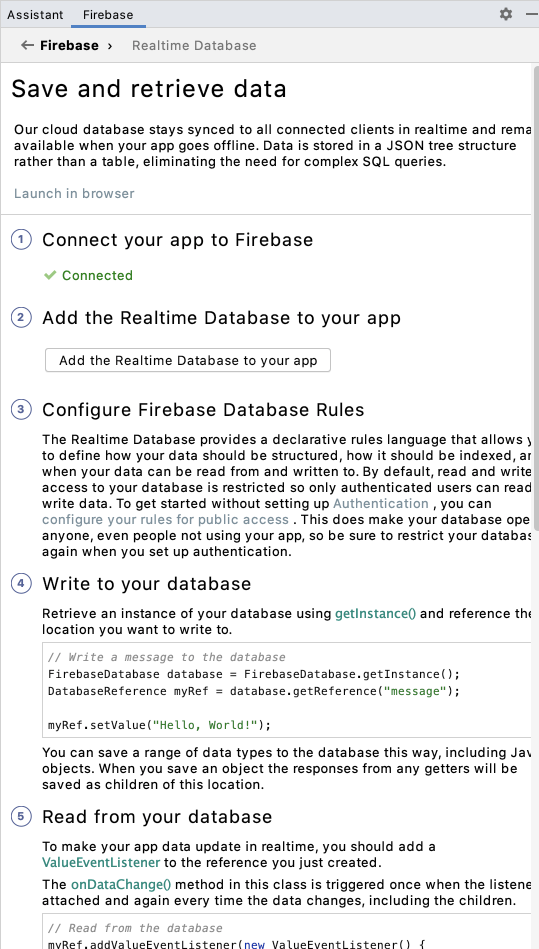 Assistant Firebase
← Firebase › Realtime Database
Save and retrieve data
Our cloud database stays synced to all connected clients in realtime and rema
available when your app goes offline. Data is stored in a JSON tree structure
rather than a table, eliminating the need for complex SQL queries.
Launch in browser
1 Connect your app to Firebase
✔ Connected
2 Add the Realtime Database to your app
Add the Realtime Database to your app
3 Configure Firebase Database Rules
The Realtime Database provides a declarative rules language that allows y
to define how your data should be structured, how it should be indexed, an
when your data can be read from and written to. By default, read and write
access to your database is restricted so only authenticated users can read
write data. To get started without setting up Authentication , you can
configure your rules for public access . This does make your database ope
anyone, even people not using your app, so be sure to restrict your databas
again when you set up authentication.
4 Write to your database
Retrieve an instance of your database using getInstance() and reference the
location you want to write to.
// Write a message to the database
FirebaseDatabase database = FirebaseDatabase.getInstance();
DatabaseReference myRef = database.getReference("message");
myRef.setValue("Hello, World!");
You can save a range of data types to the database this way, including Jav
objects. When you save an object the responses from any getters will be
saved as children of this location.
5 Read from your database
To make your app data update in realtime, you should add a
ValueEventListener to the reference you just created.
The onDataChange() method in this class is triggered once when the listene
attached and again every time the data changes, including the children.
// Read from the database
myRef.addValueEventListener(new ValueEventListener() {